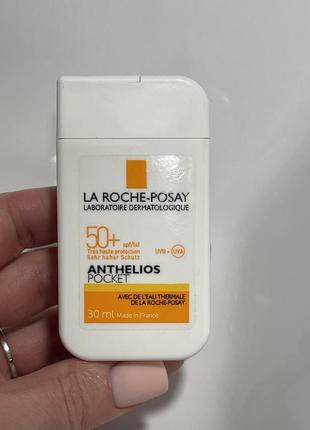 LA ROCHE-POSAY
LABORATOIRE DERMATOLOGIQUE
50+ spf/lsf
Très haute protection
Sehr hoher Schutz
UVB + UVA
ANTHELIOS
POCKET
AVEC DE L'EAU THERMALE
DE LA ROCHE-POSAY
30 ml Made in France